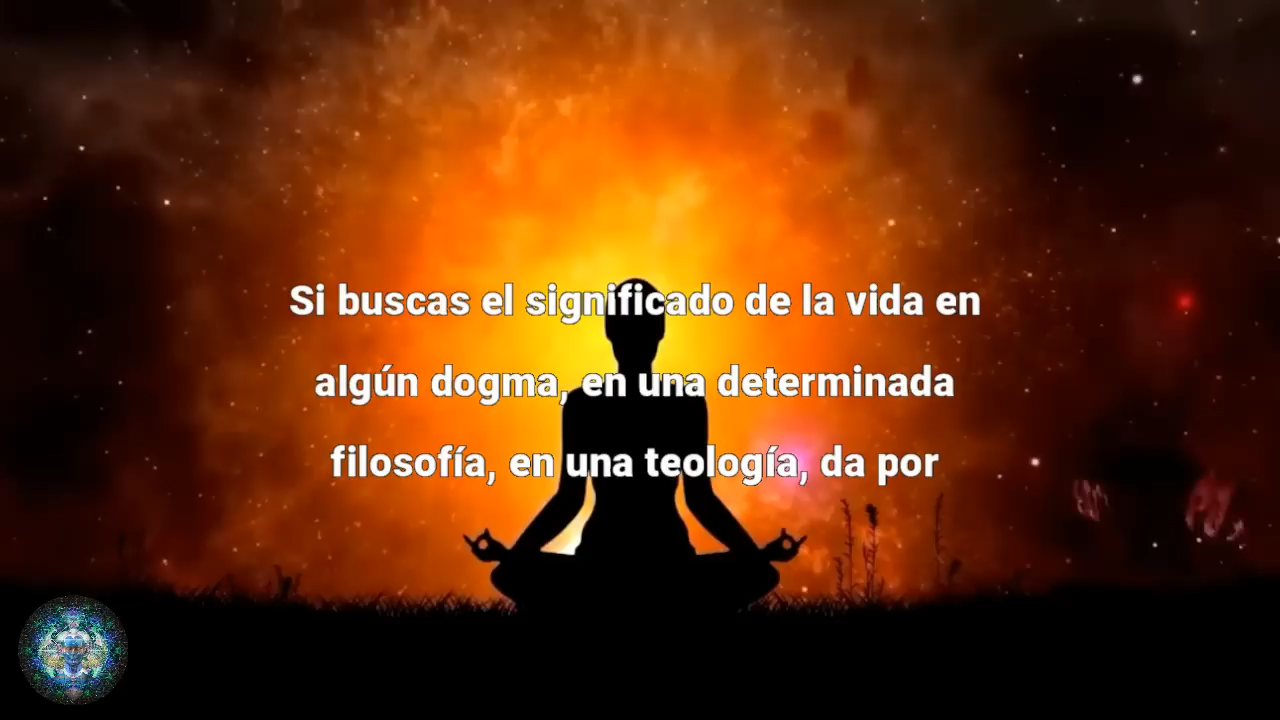 Si buscas el significado de la vida en
algún dogma, en una determinada
filosofía, en una teología, da por